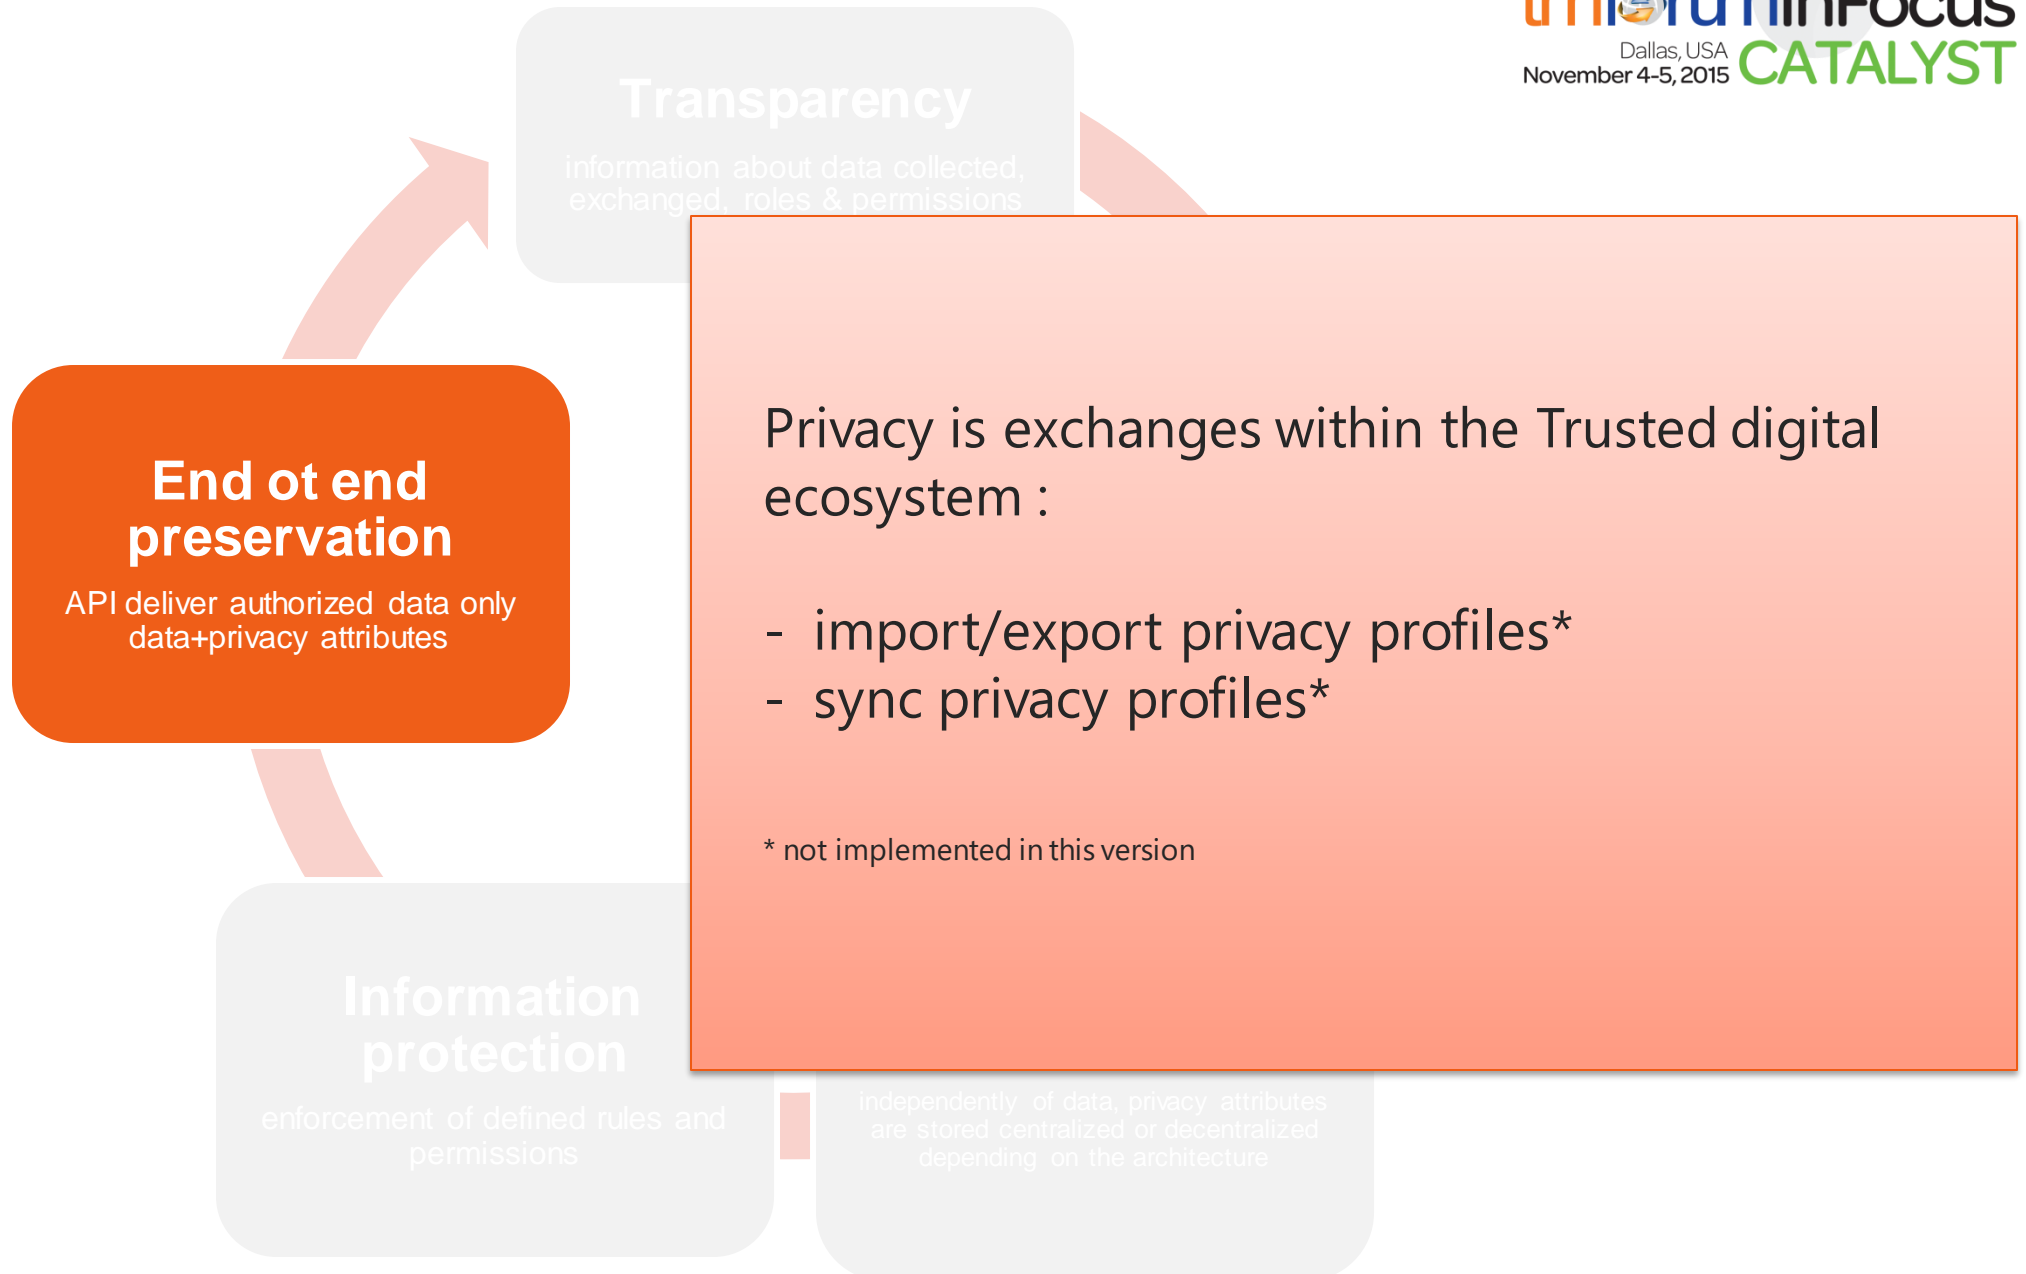 inFocus
Dallas, USA
November 4-5, 2015 CATALYST
Transparency
information about data collected,
exchanged, roles & permissions
End ot end
preservation
API deliver authorized data only
data+privacy attributes
Privacy is exchanges within the Trusted digital
ecosystem :
- import/export privacy profiles*
- sync privacy profiles*
* not implemented in this version
Information
protection
enforcement of defined rules and
permissions
independently of data, privacy attributes
are stored centralized or decentralized
depending on the architecture